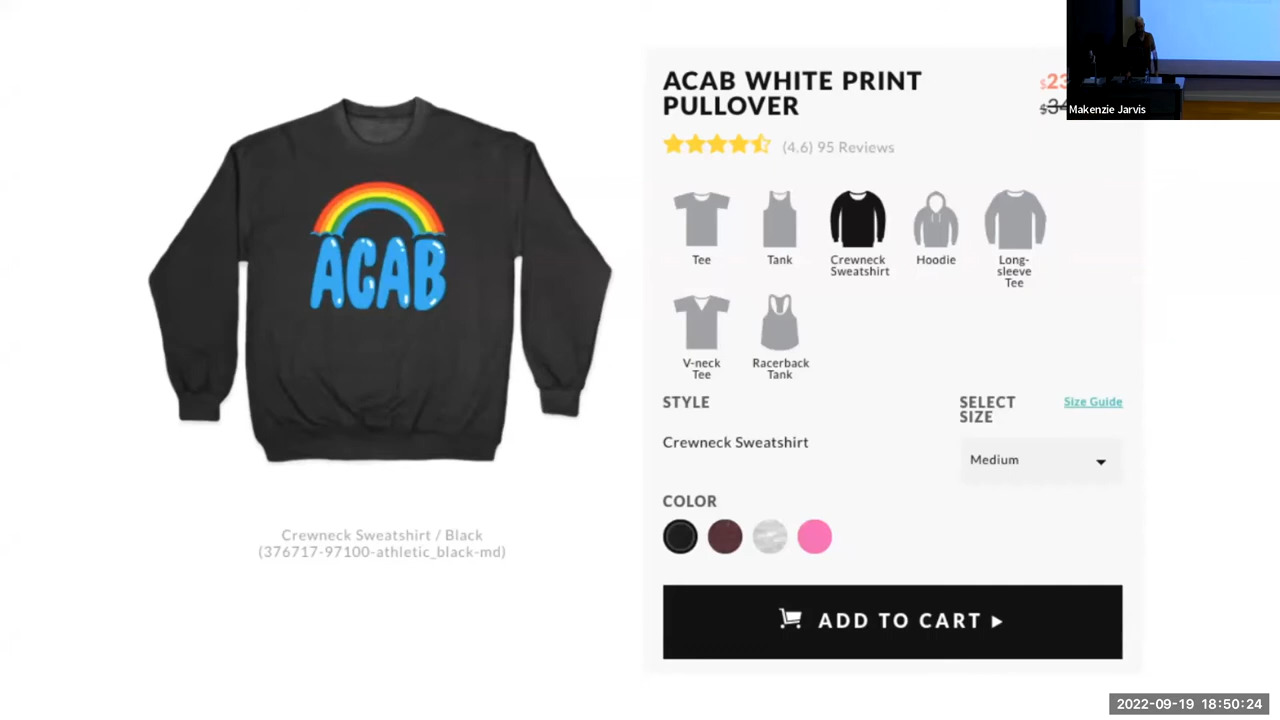 ACAB
Crewneck Sweatshirt / Black
(376717-97100-athletic_black-md)
ACAB WHITE PRINT
PULLOVER
$23
Makenzie Jarvis
(4.6) 95 Reviews
Tee
Tank
Crewneck
Sweatshirt
Hoodie
Long-
sleeve
Tee
V-neck
Tee
Racerback
Tank
STYLE
SELECT
SIZE
Size Guide
Crewneck Sweatshirt
Medium
COLOR
ADD TO CART
2022-09-19 18:50:24